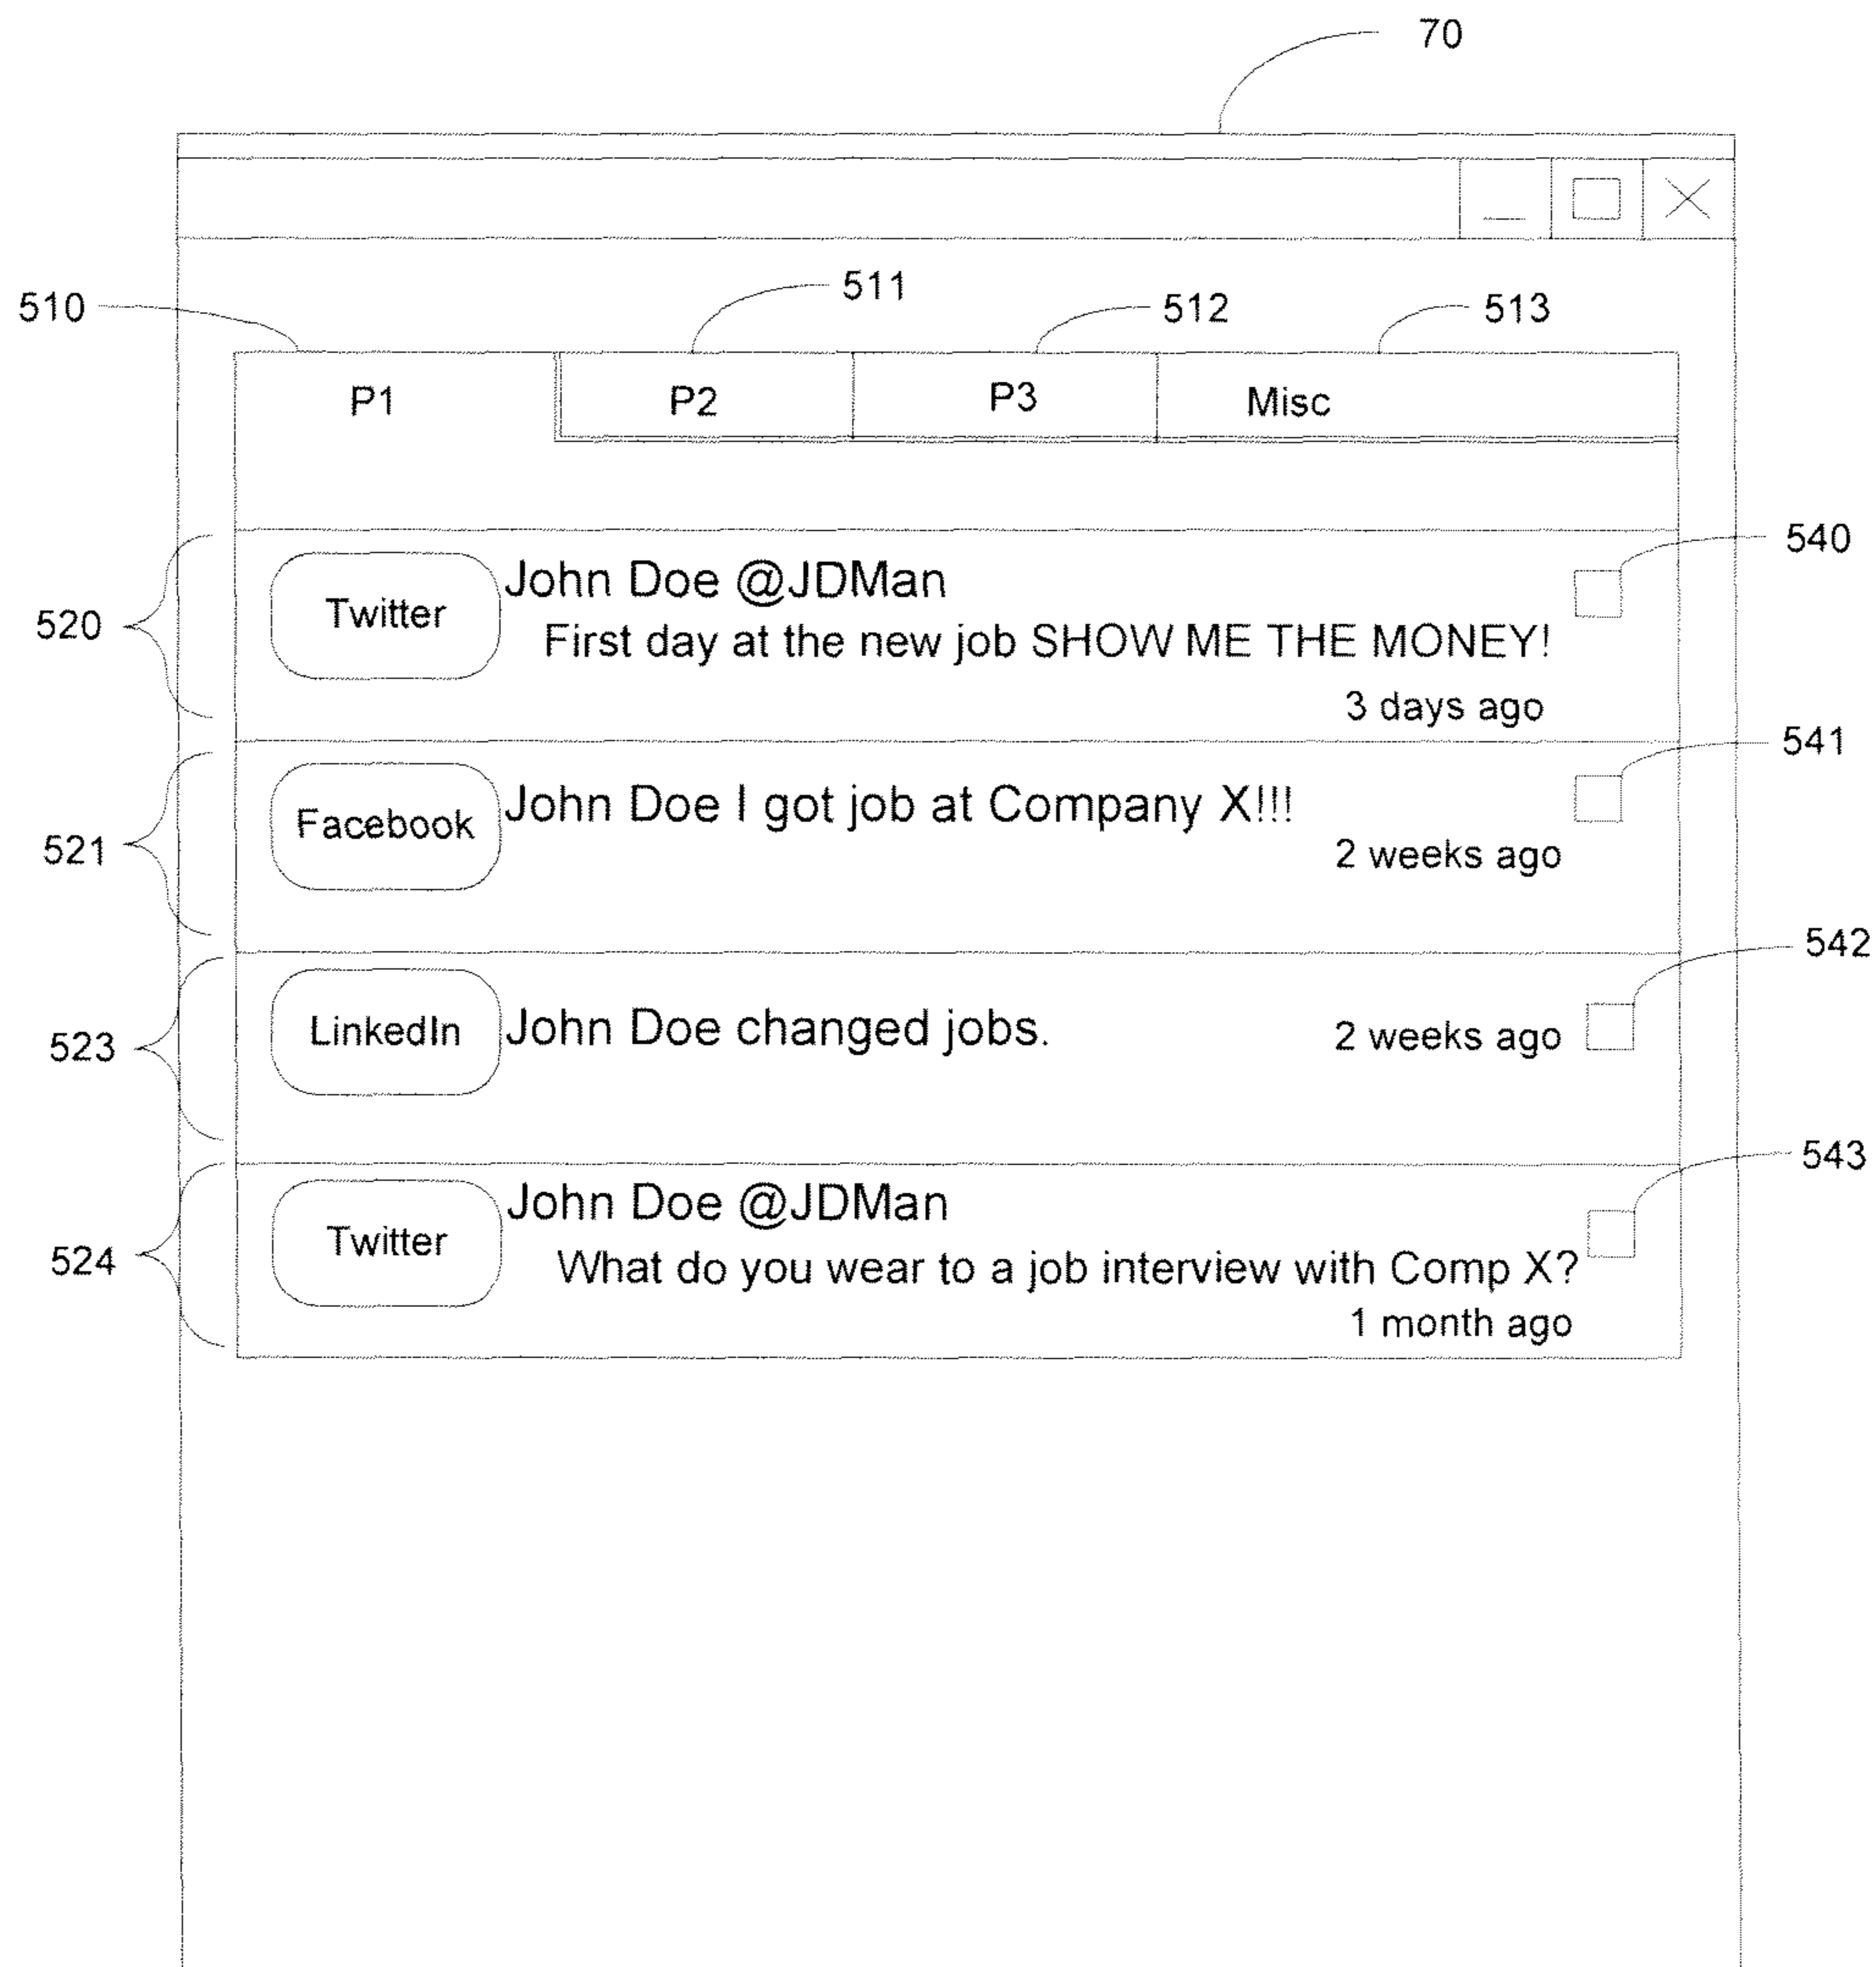 70
510
511
512
513
P1
P2
P3
Misc
520
Twitter
John Doe @JDMan
First day at the new job SHOW ME THE MONEY!
3 days ago
540
521
Facebook
John Doe I got job at Company X!!!
2 weeks ago
541
523
LinkedIn
John Doe changed jobs.
2 weeks ago
542
524
Twitter
John Doe @JDMan
What do you wear to a job interview with Comp X?
1 month ago
543